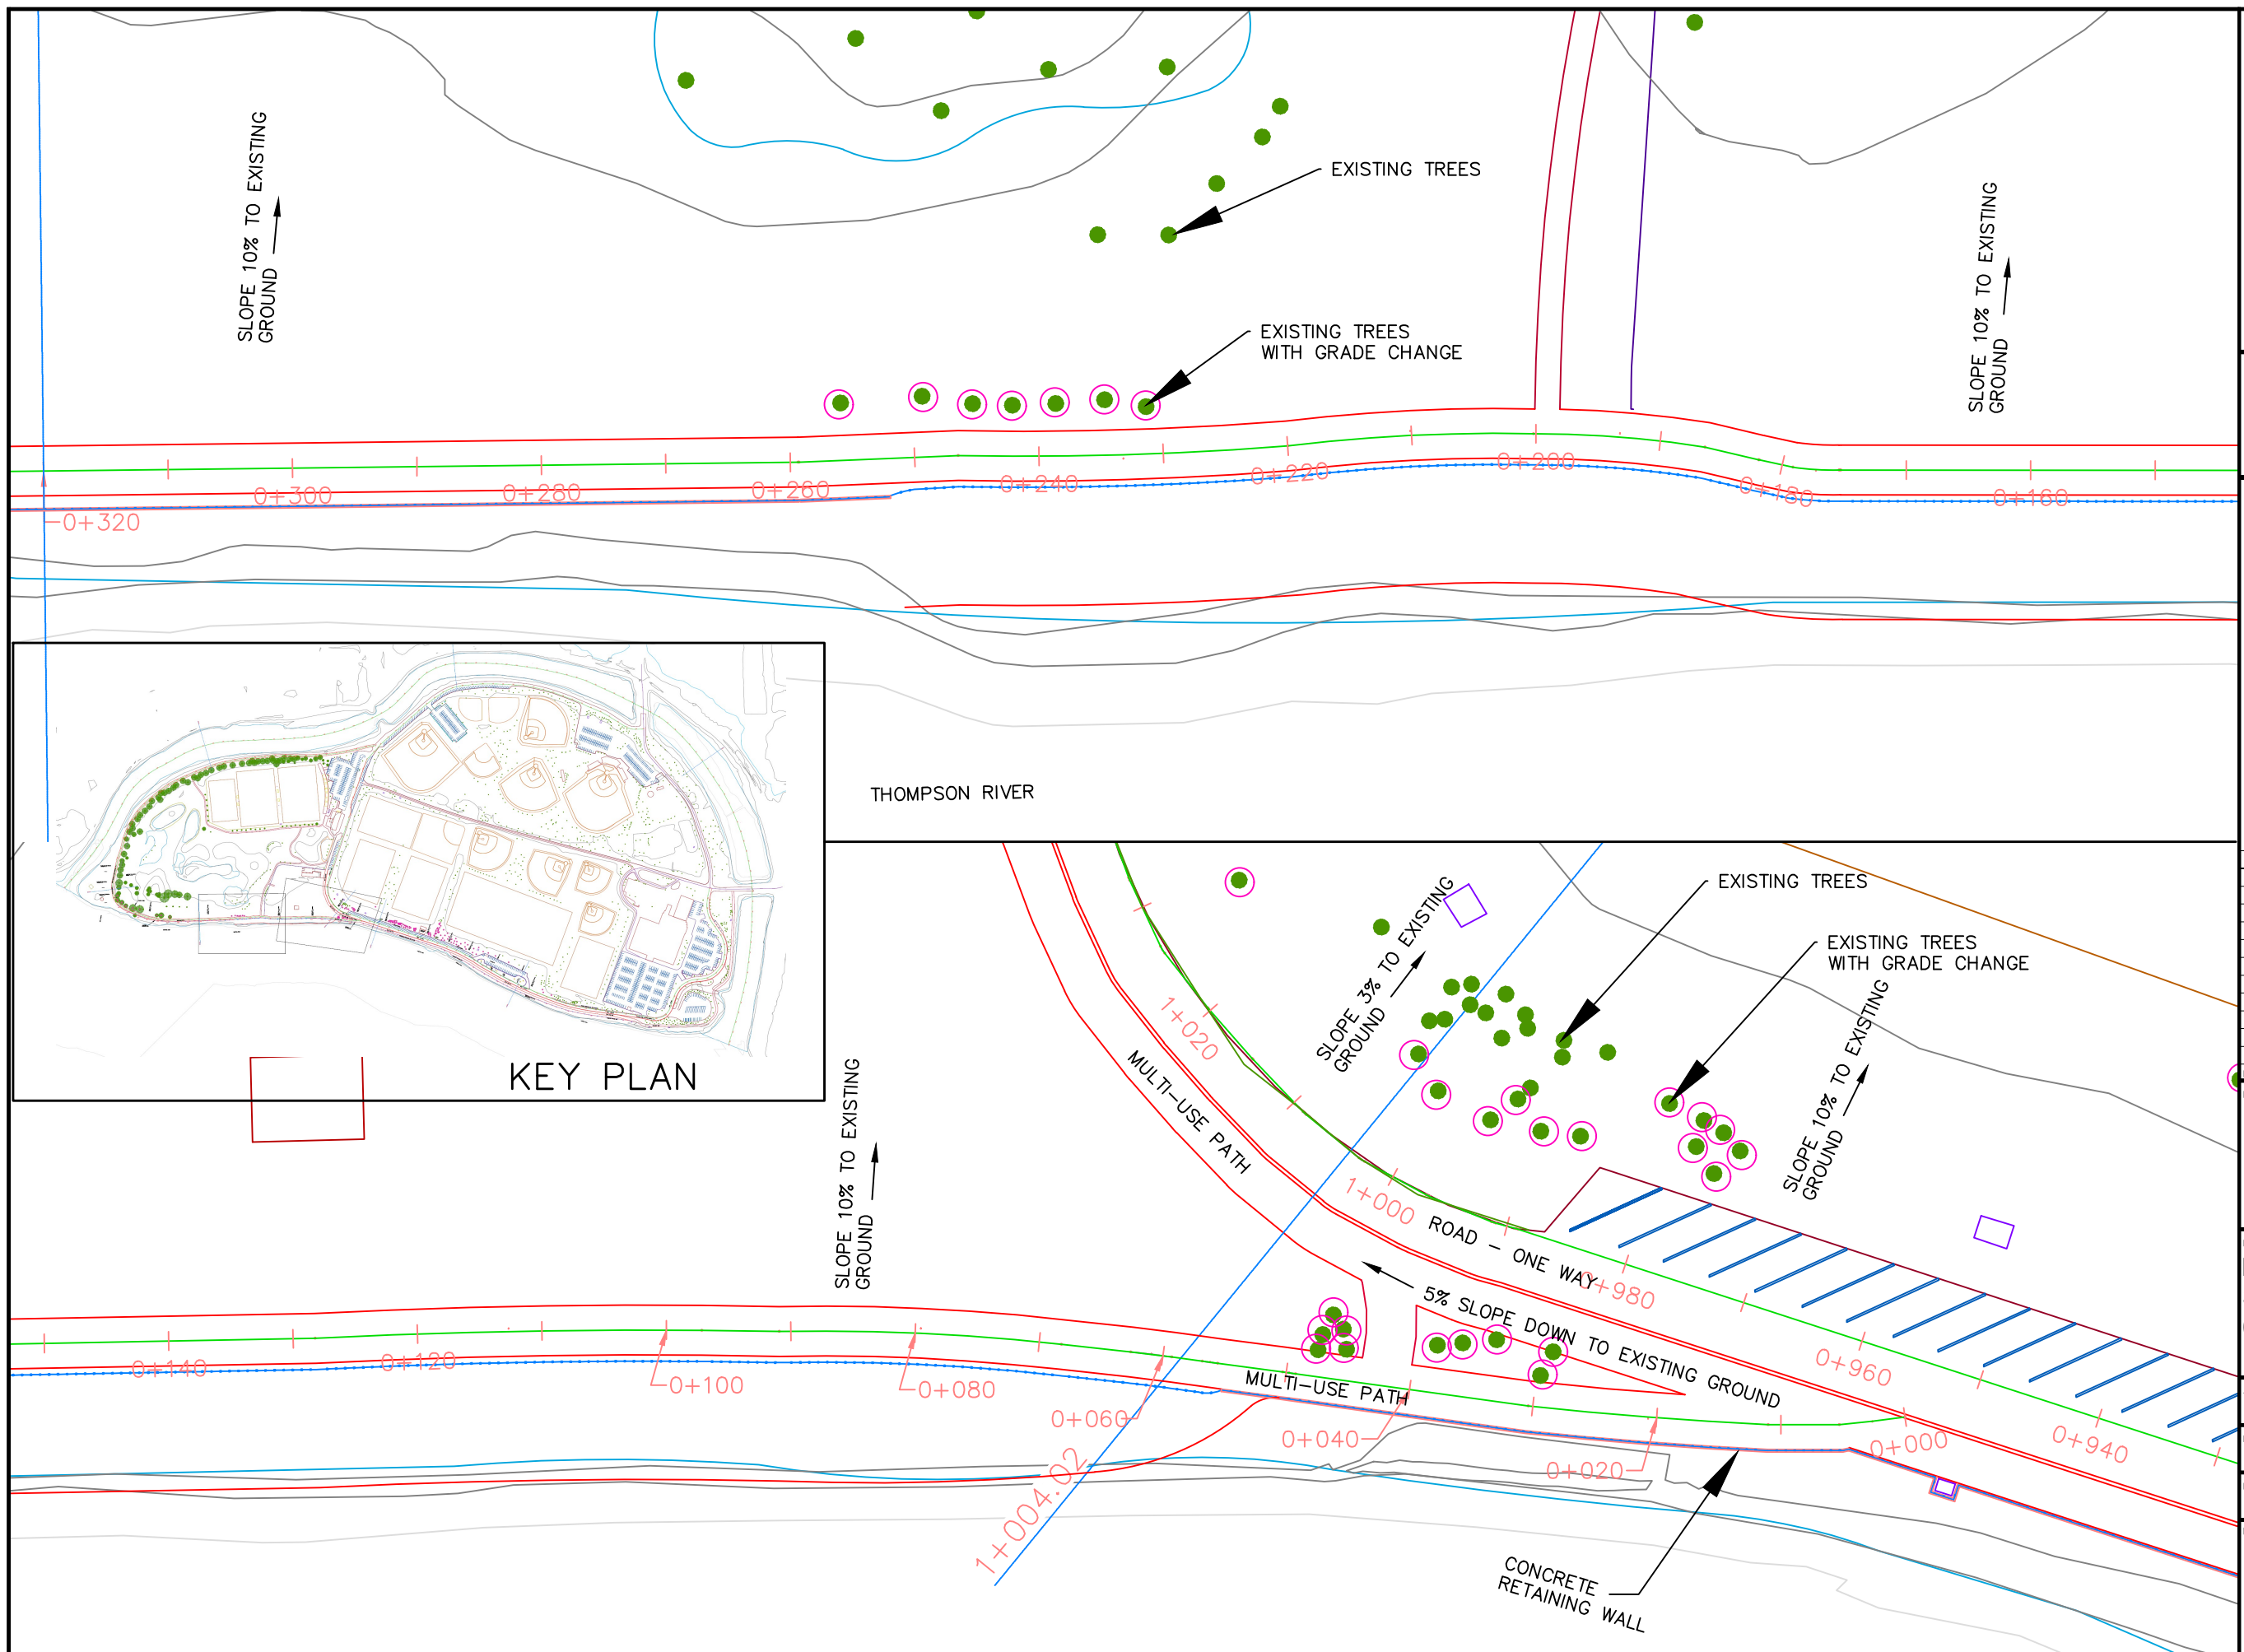 SLOPE 10% TO EXISTING
GROUND
EXISTING TREES
SLOPE 10% TO EXISTING
GROUND
EXISTING TREES
WITH GRADE CHANGE
0+320
0+300
0+280
0+260
0+240
0+220
0+200
0+180
0+160
THOMPSON RIVER
KEY PLAN
EXISTING TREES
EXISTING TREES
WITH GRADE CHANGE
SLOPE 3% TO EXISTING
GROUND
SLOPE 10% TO EXISTING
GROUND
SLOPE 10% TO EXISTING
GROUND
1+020
MULTI-USE PATH
1+000
ROAD - ONE WAY
0+980
5% SLOPE DOWN TO EXISTING GROUND
0+960
0+940
MULTI-USE PATH
0+140
0+120
0+100
0+080
0+060
0+040
0+020
0+000
1+004.02
CONCRETE
RETAINING WALL